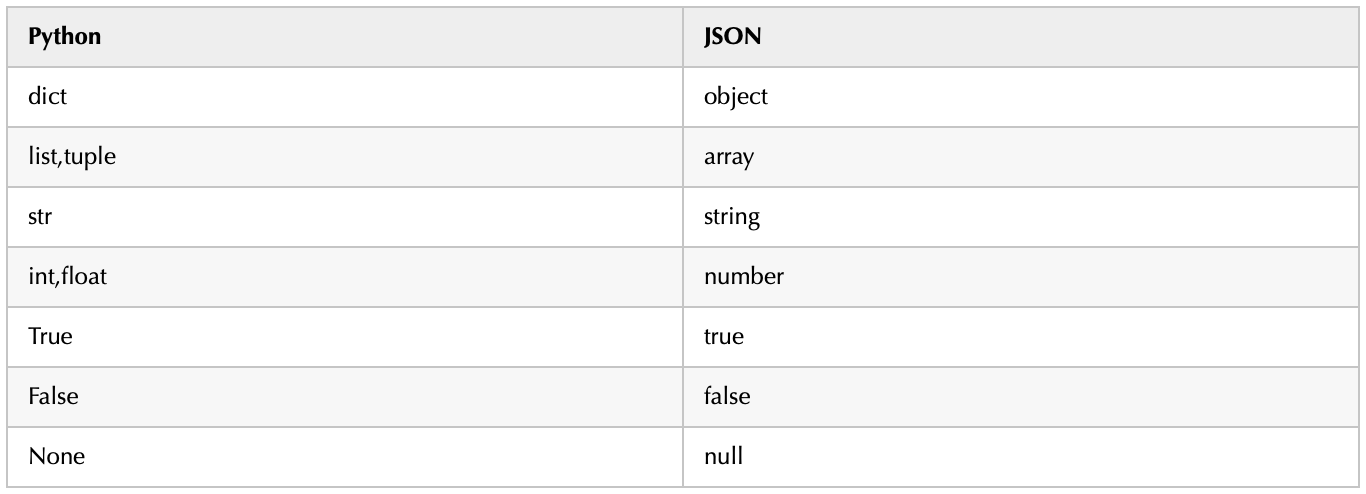 Python JSON
dict object
list,tuple array
str string
int,float number
True true
False false
None null